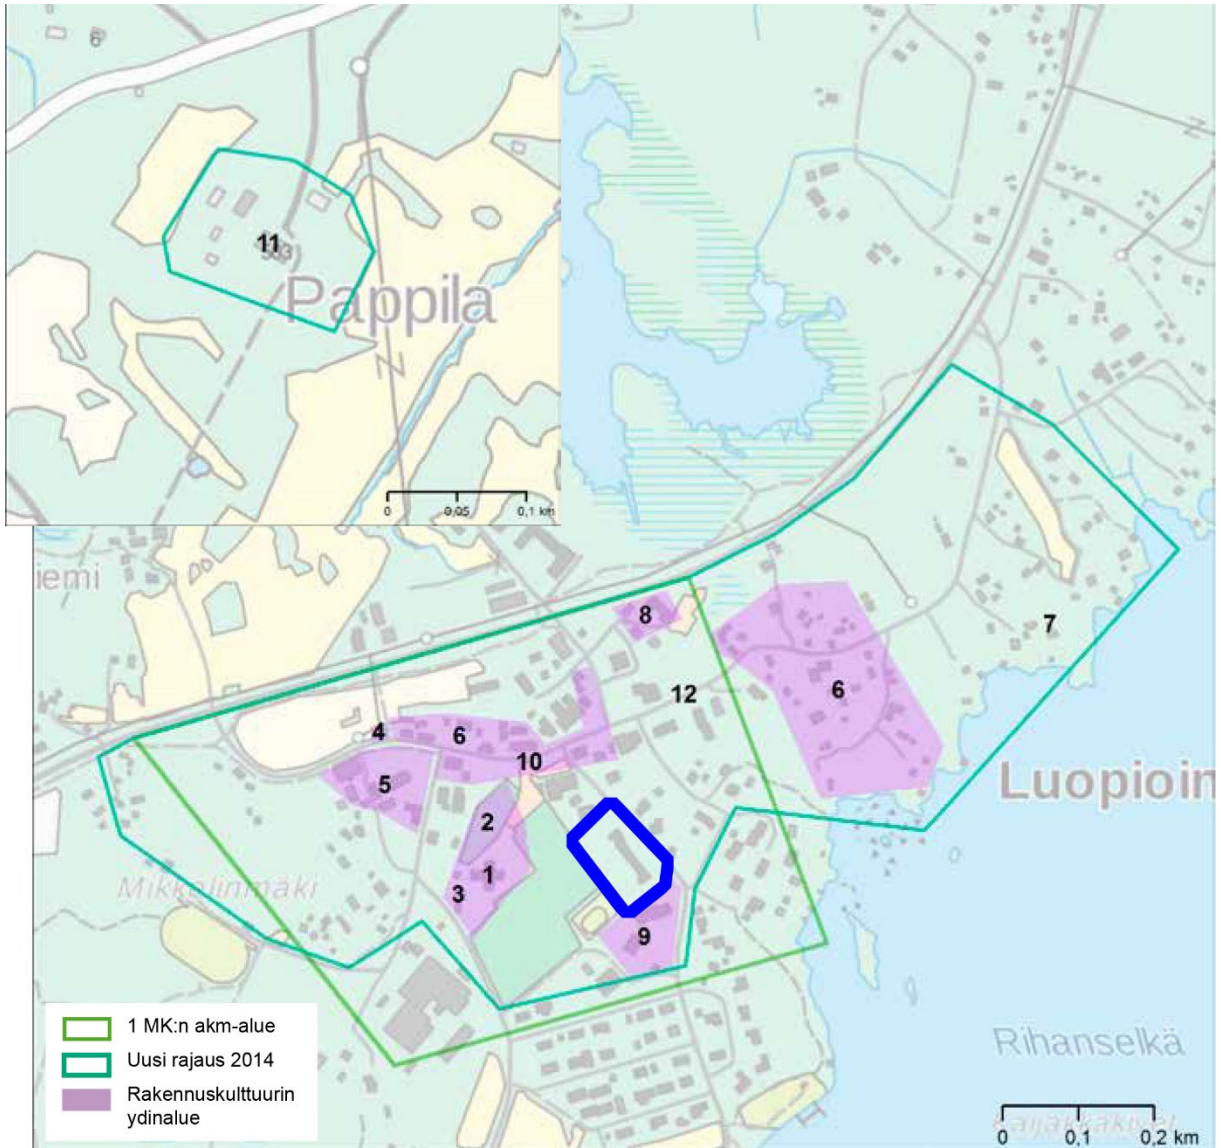 6
11
Pappila
0 0,05 0,1 km
iemi
8
7
12
6
4
6
10
5
Luopioin
2
1
Mikkolinmäki
3
9
1 MK:n akm-alue
Uusi rajaus 2014
Rakennuskulttuurin
ydinalue
Rihanselkä
0 0,1 0,2 km